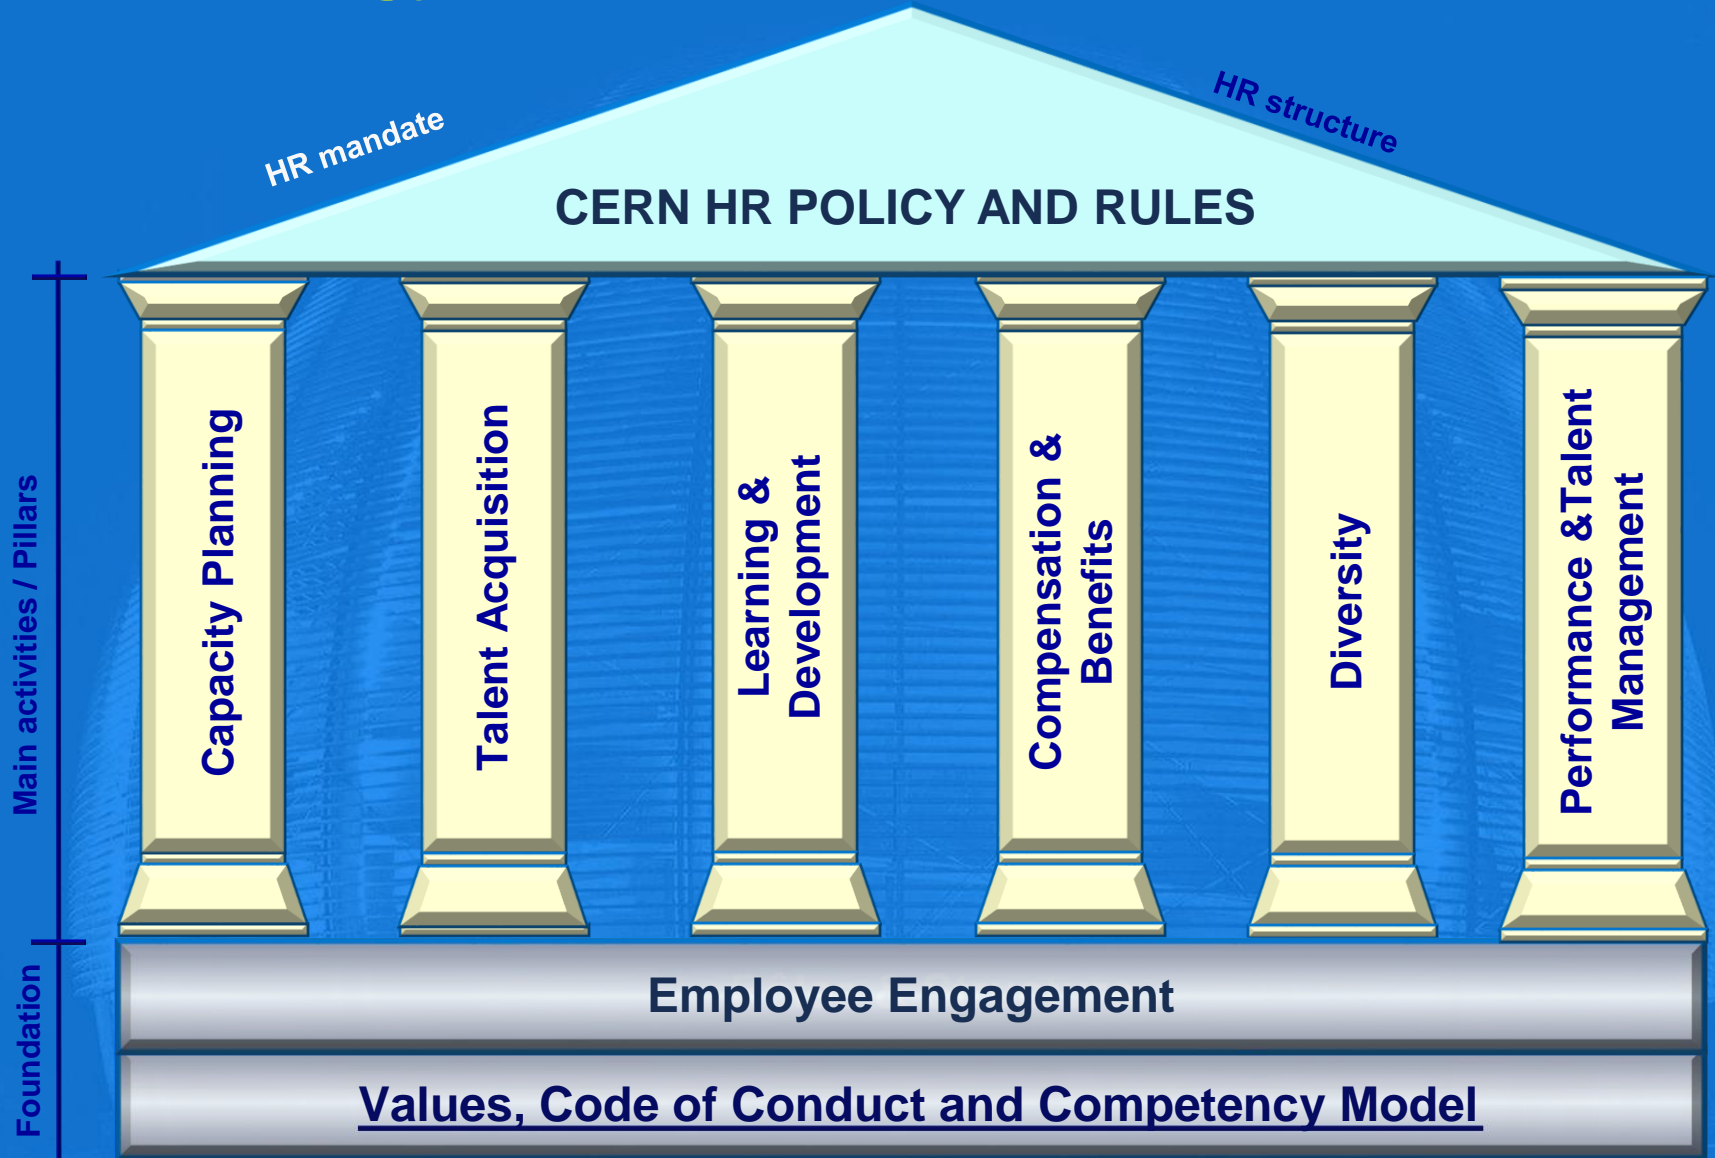 HR mandate
HR structure
CERN HR POLICY AND RULES
Main activities / Pillars
Capacity Planning
Talent Acquisition
Learning &
Development
Compensation &
Benefits
Diversity
Performance &Talent
Management
Foundation
Employee Engagement
Values, Code of Conduct and Competency Model